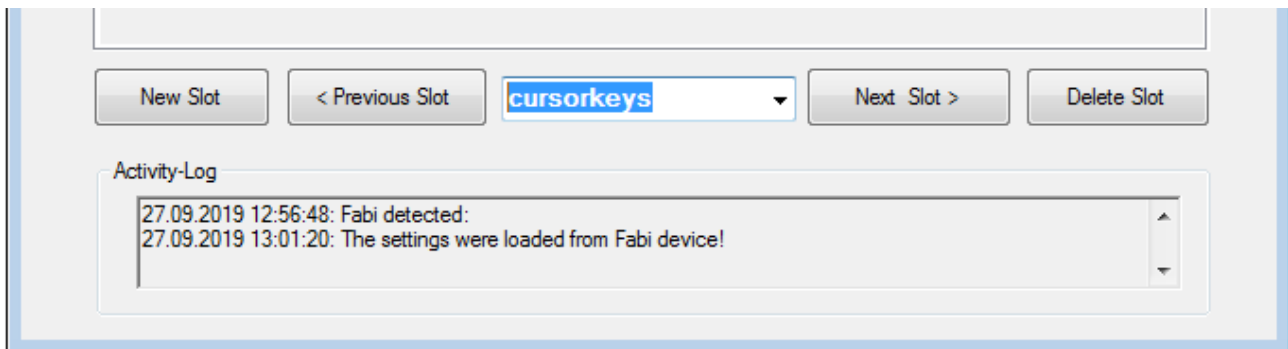 New Slot < Previous Slot cursorkeys Next Slot > Delete Slot
Activity-Log
27.09.2019 12:56:48: Fabi detected:
27.09.2019 13:01:20: The settings were loaded from Fabi device!